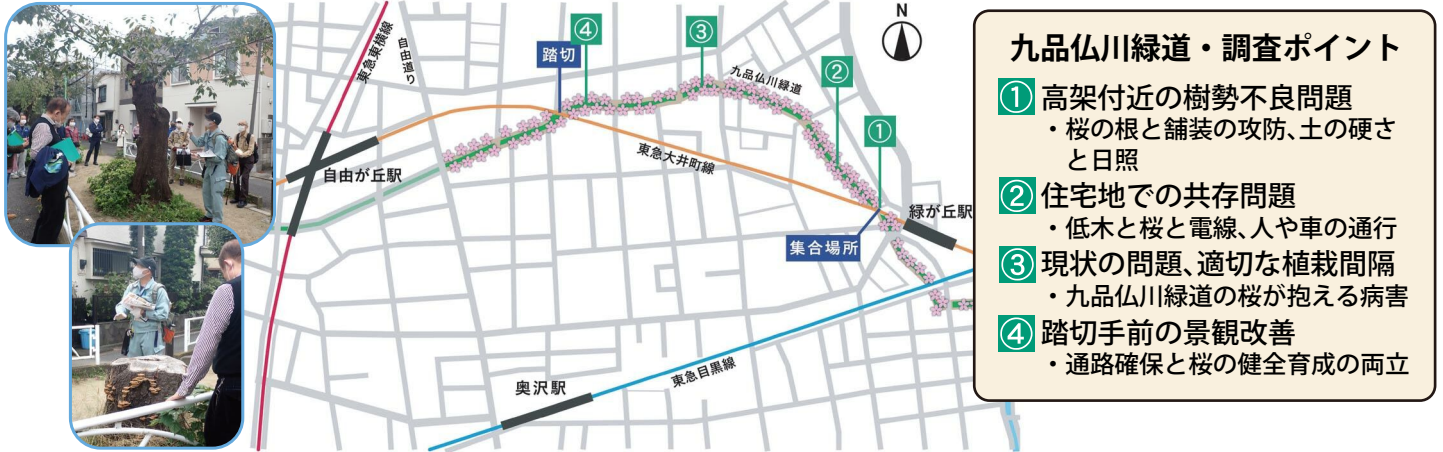 東急東横線
自由通り
踏切
④
③
九品仏川緑道
②
①
N
自由が丘駅
東急大井町線
緑が丘駅
集合場所
奥沢駅
東急目黒線
九品仏川緑道・調査ポイント
① 高架付近の樹勢不良問題
・桜の根と舗装の攻防、土の硬さ
と日照
② 住宅地での共存問題
・低木と桜と電線、人や車の通行
③ 現状の問題、適切な植栽間隔
・九品仏川緑道の桜が抱える病害
④ 踏切手前の景観改善
・通路確保と桜の健全育成の両立